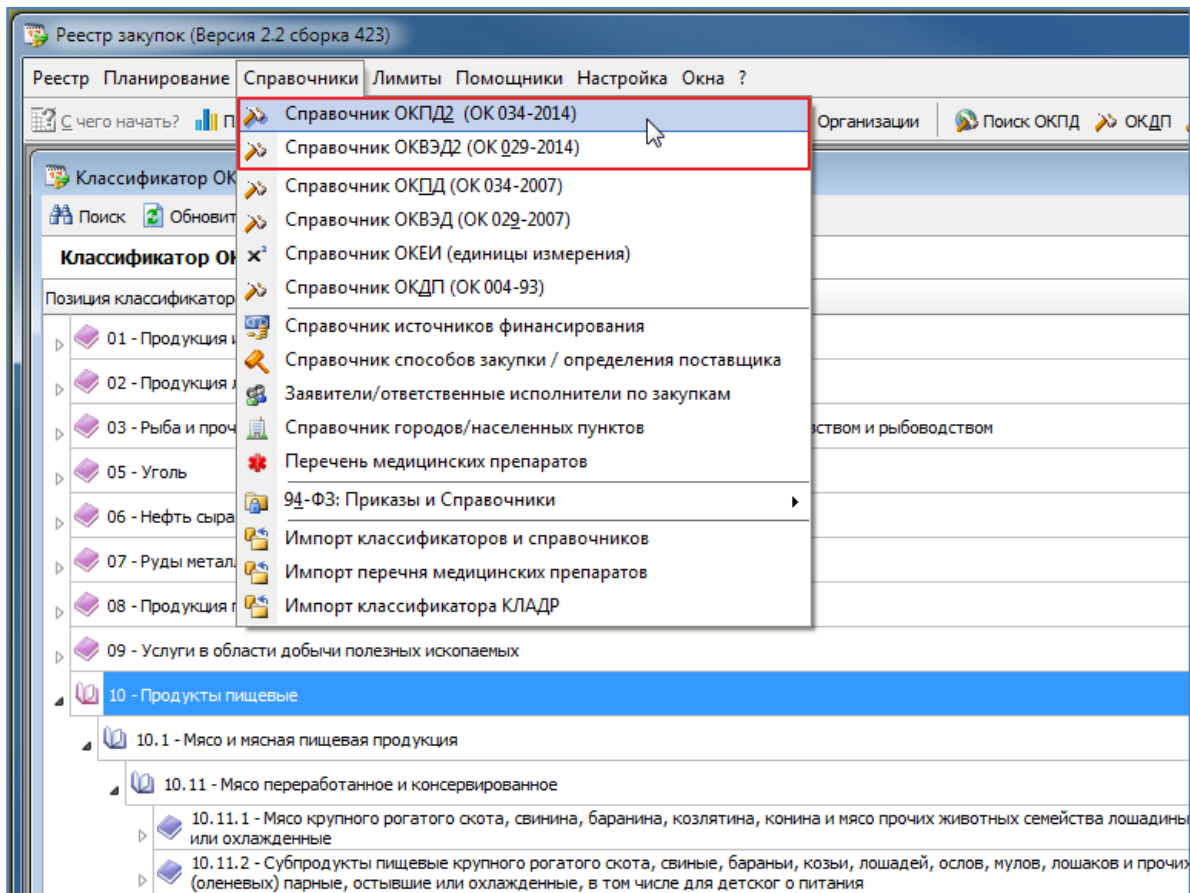 Реестр закупок (Версия 2.2 сборка 423)
Реестр Планирование Справочники Лимиты Помощники Настройка Окна ?
С чего начать? П Организации Поиск ОКПД ОКДП
Справочник ОКПД2 (ОК 034-2014)
Справочник ОКВЭД2 (ОК 029-2014)
Справочник ОКПД (ОК 034-2007)
Справочник ОКВЭД (ОК 029-2007)
x² Справочник ОКЕИ (единицы измерения)
Справочник ОКДП (ОК 004-93)
Справочник источников финансирования
Справочник способов закупки / определения поставщика
Заявители/ответственные исполнители по закупкам
Справочник городов/населенных пунктов
Перечень медицинских препаратов
94-ФЗ: Приказы и Справочники
Импорт классификаторов и справочников
Импорт перечня медицинских препаратов
Импорт классификатора КЛАДР
Классификатор ОК
Поиск Обновит
Классификатор ОК
Позиция классификатор
01 - Продукция и
02 - Продукция л
03 - Рыба и проч ством и рыбоводством
05 - Уголь
06 - Нефть сыра
07 - Руды метал
08 - Продукция г
09 - Услуги в области добычи полезных ископаемых
10 - Продукты пищевые
10.1 - Мясо и мясная пищевая продукция
10.11 - Мясо переработанное и консервированное
10.11.1 - Мясо крупного рогатого скота, свинина, баранина, козлятина, конина и мясо прочих животных семейства лошадины
или охлажденные
10.11.2 - Субпродукты пищевые крупного рогатого скота, свиные, бараньи, козьи, лошадей, ослов, мулов, лошаков и прочих
(оленевых) парные, остывшие или охлажденные, в том числе для детског о питания